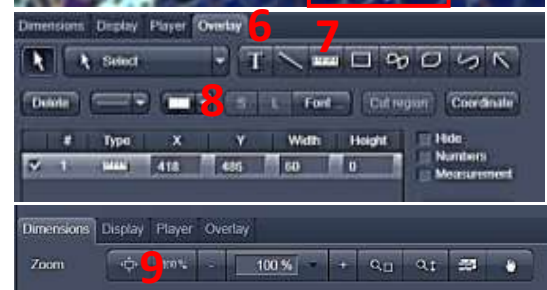 Dimensions Display Player Overlay 6
Select T 7
Delete 8 S L Font... Cut region Coordinate
# Type X Y Width Height Hide
1 418 486 60 0 Numbers
Measurement
Dimensions Display Player Overlay
Zoom 9 100% - 100 % +